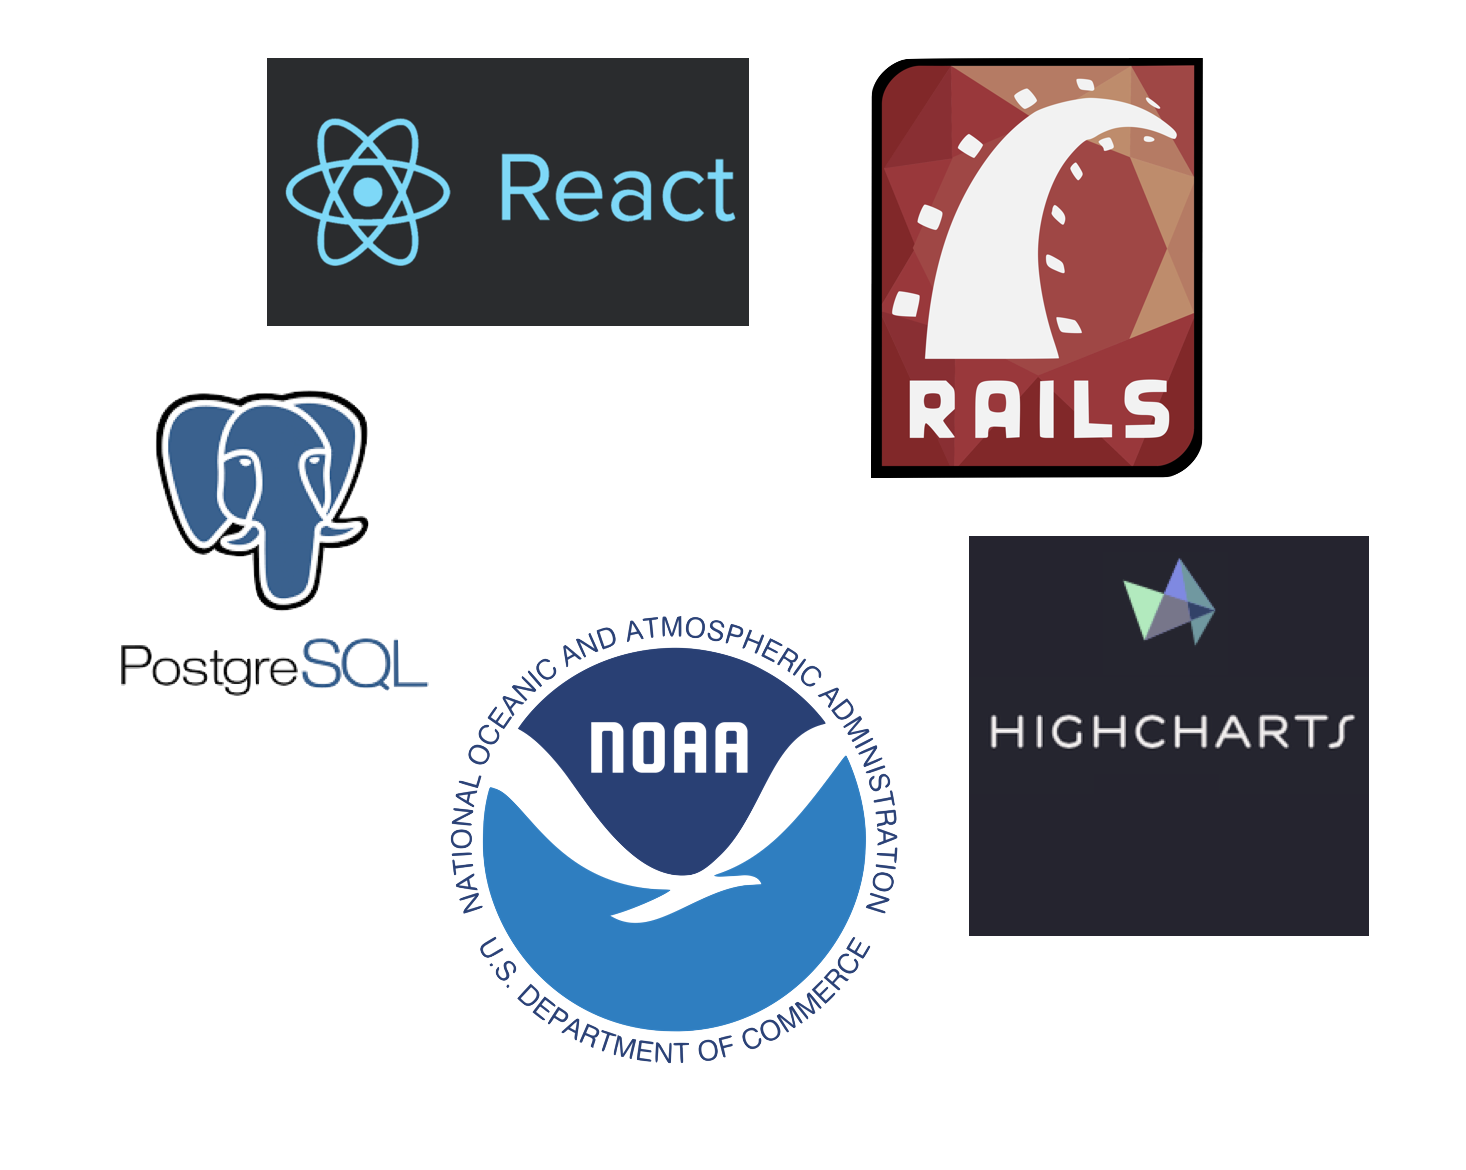 React
RAILS
PostgreSQL
HIGHCHARTS
NATIONAL OCEANIC AND ATMOSPHERIC ADMINISTRATION
NOAA
U.S. DEPARTMENT OF COMMERCE